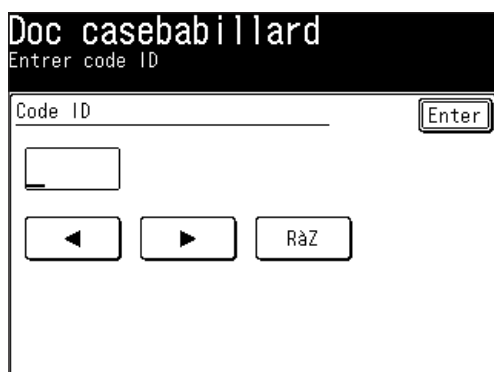 Doc casebabillard
Entrer code ID
Code ID
Enter
RàZ